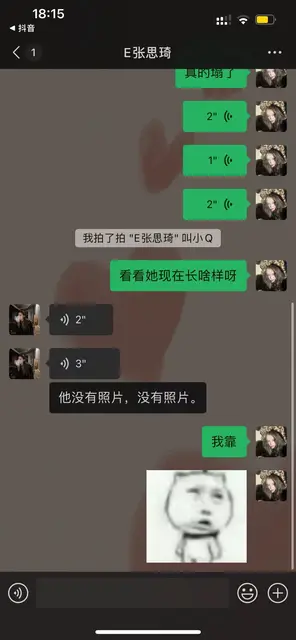 18:15
◀ 抖音
1
E张思琦
真的塌了
2"
1"
2"
我拍了拍 "E张思琦" 叫小Q
看看她现在长啥样呀
2"
3"
他没有照片，没有照片。
我靠